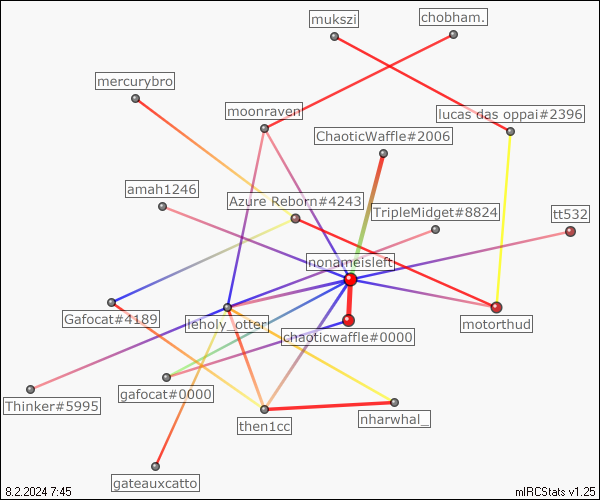 mukszi
chobham.
mercurybro
moonraven
lucas das oppai#2396
ChaoticWaffle#2006
amah1246
Azure Reborn#4243
TripleMidget#8824
tt532
nonameisleft
Gafocat#4189
leholy_otter
chaoticwaffle#0000
motorthud
Thinker#5995
gafocat#0000
then1cc
nharwhal_
gateauxcatto
8.2.2024 7:45
mIRCStats v1.25